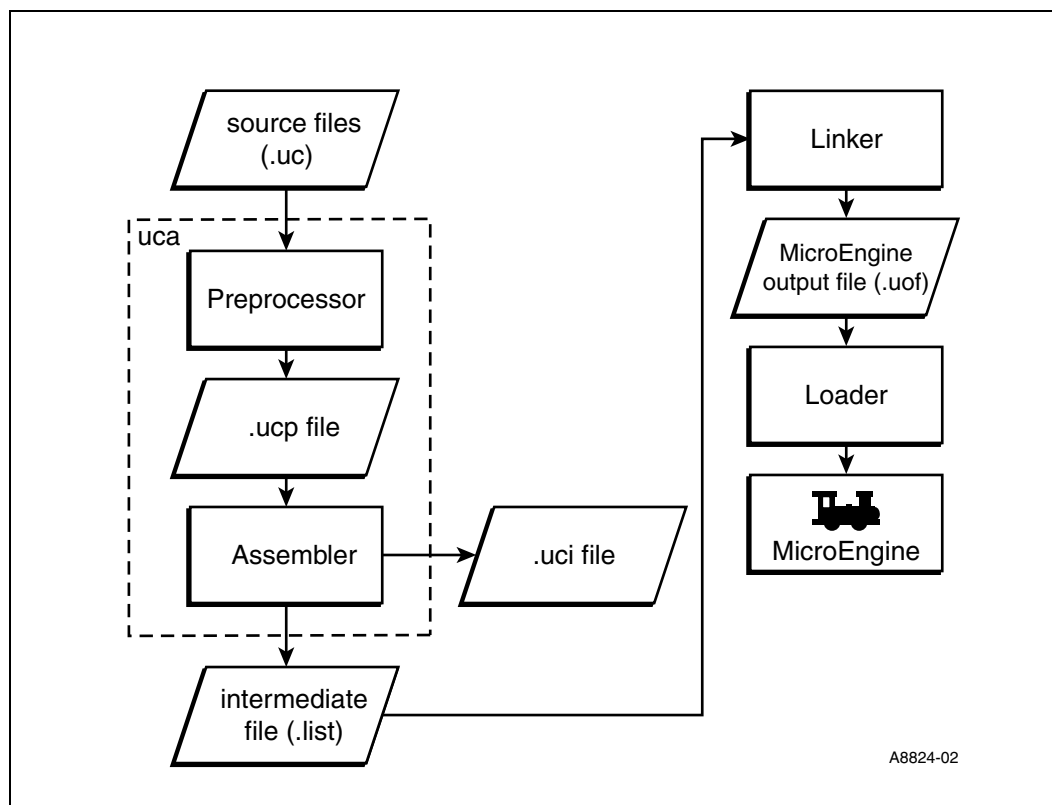 source files
(.uc)
uca
Preprocessor
.ucp file
Assembler
.uci file
intermediate
file (.list)
Linker
MicroEngine
output file (.uof)
Loader
MicroEngine
A8824-02